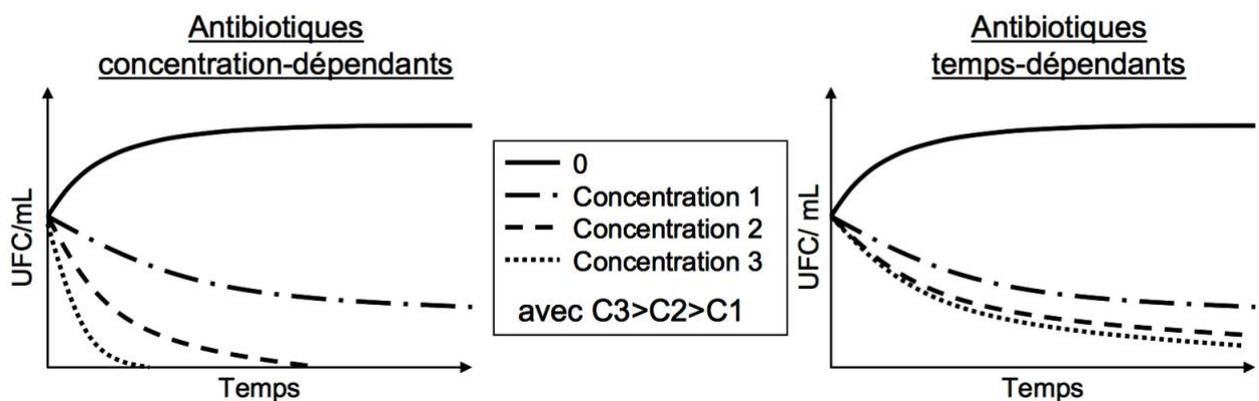 Antibiotiques
concentration-dépendants
UFC/mL
Temps
0
Concentration 1
Concentration 2
Concentration 3
avec C3>C2>C1
Antibiotiques
temps-dépendants
UFC/ mL
Temps